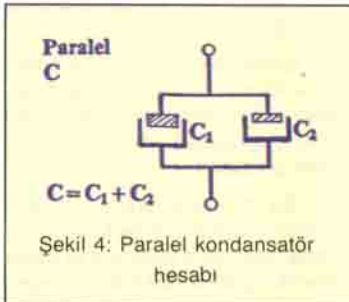 Paralel
C
C₁ C₂
C=C₁+C₂
Şekil 4: Paralel kondansatör
hesabı